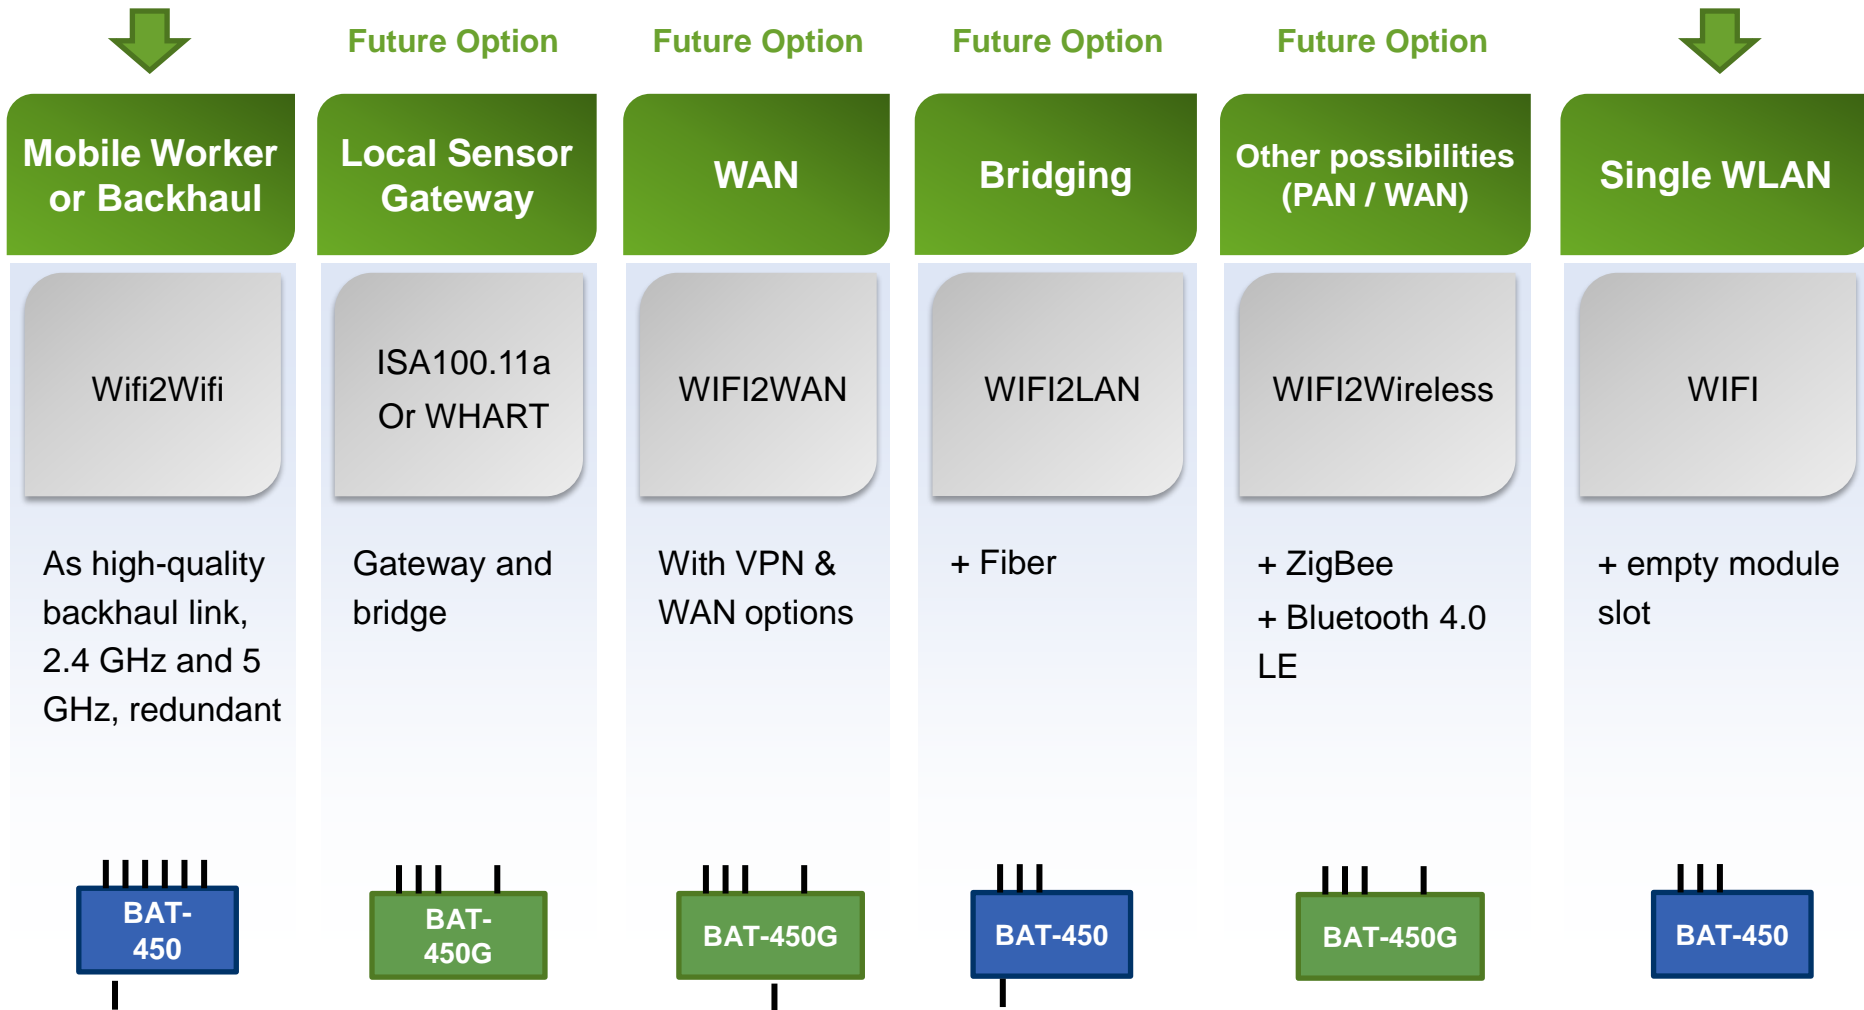 Future Option
Future Option
Future Option
Future Option
Mobile Worker
or Backhaul
Local Sensor
Gateway
WAN
Bridging
Other possibilities
(PAN / WAN)
Single WLAN
Wifi2Wifi
ISA100.11a
Or WHART
WIFI2WAN
WIFI2LAN
WIFI2Wireless
WIFI
As high-quality
backhaul link,
2.4 GHz and 5
GHz, redundant
Gateway and
bridge
With VPN &
WAN options
+ Fiber
+ ZigBee
+ Bluetooth 4.0
LE
+ empty module
slot
BAT-
450
BAT-
450G
BAT-450G
BAT-450
BAT-450G
BAT-450